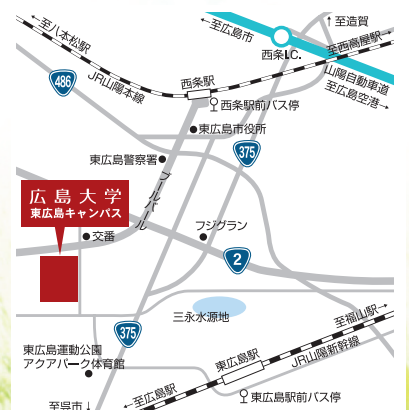 ↑至造賀
←至広島市
←至八本松駅
西条I.C.
至西高屋駅→
486
JR山陽本線
西条駅
山陽自動車道
至広島空港→
西条駅前バス停
東広島市役所
375
東広島警察署
ブールバール
広島大学
東広島キャンパス
交番
フジグラン
2
三永水源地
375
至福山駅→
東広島運動公園
アクアパーク体育館
東広島駅
JR山陽新幹線
←至広島駅
東広島駅前バス停
至呉市↓